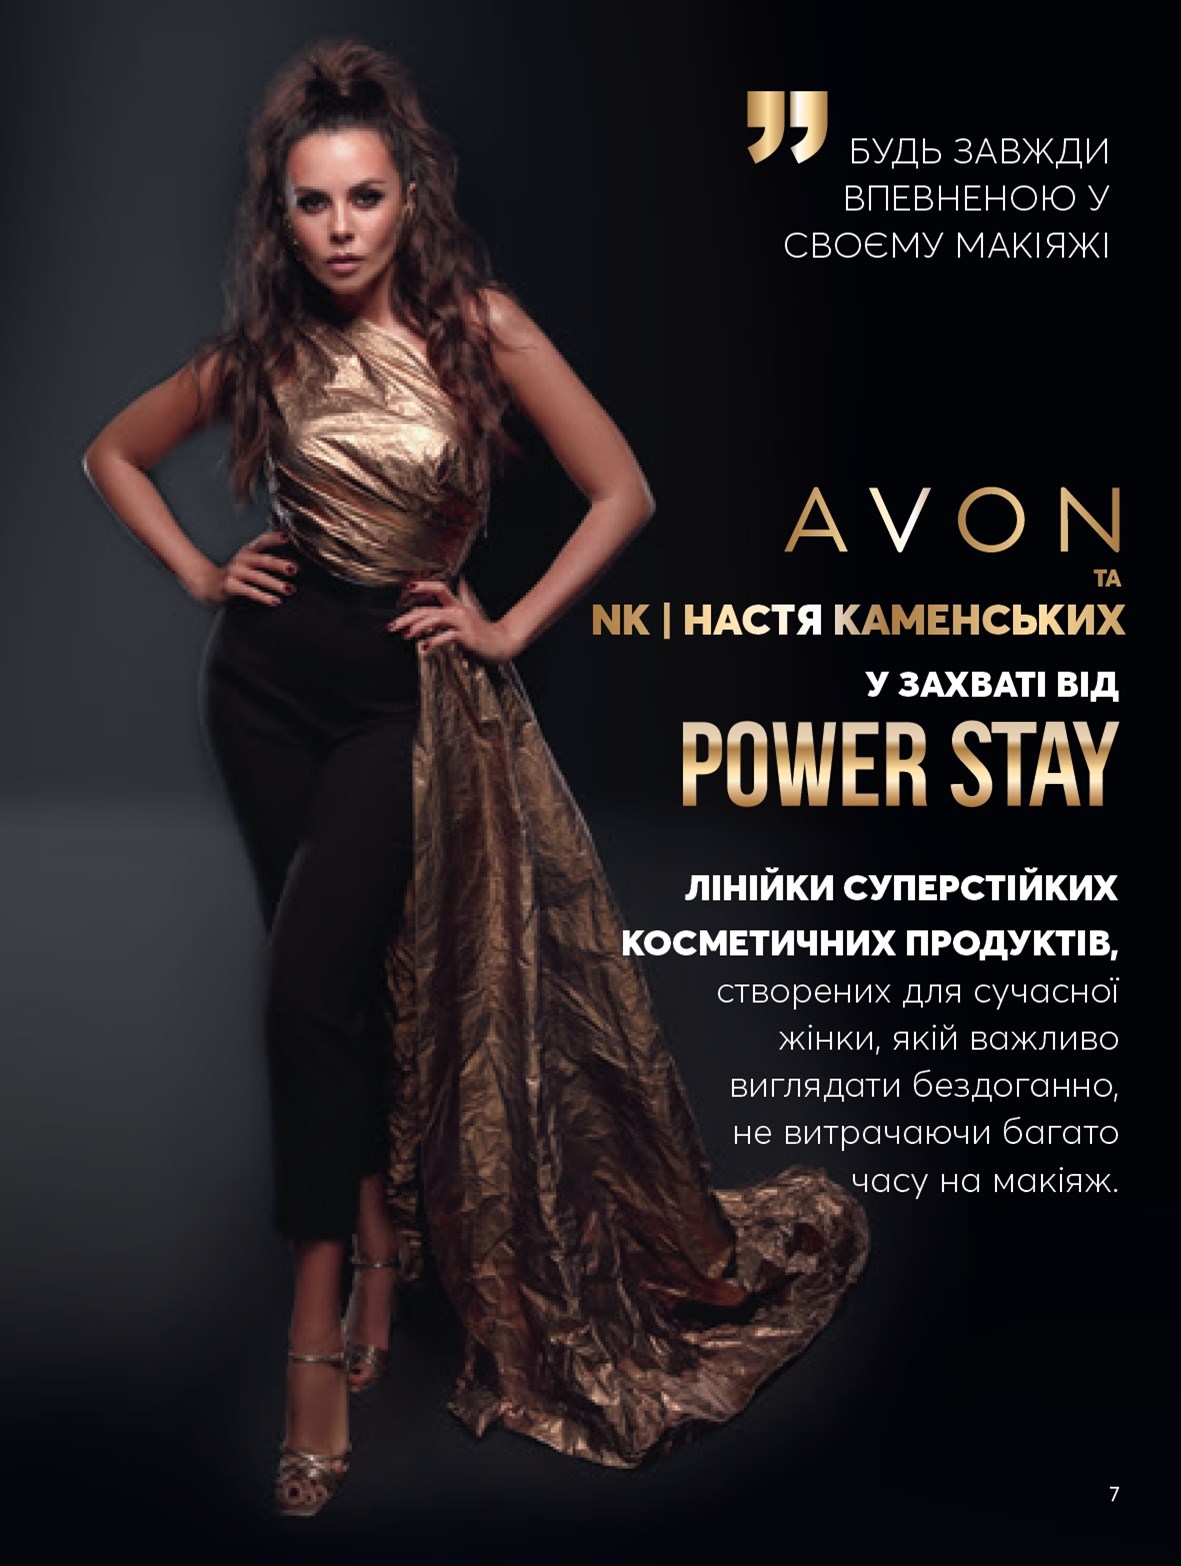 БУДЬ ЗАВЖДИ
ВПЕВНЕНОЮ У
СВОЄМУ МАКІЯЖІ
AVON
ТА
NK | НАСТЯ КАМЕНСЬКИХ
У ЗАХВАТІ ВІД
POWER STAY
ЛІНІЙКИ СУПЕРСТІЙКИХ
КОСМЕТИЧНИХ ПРОДУКТІВ,
створених для сучасної
жінки, якій важливо
виглядати бездоганно,
не витрачаючи багато
часу на макіяж.
7